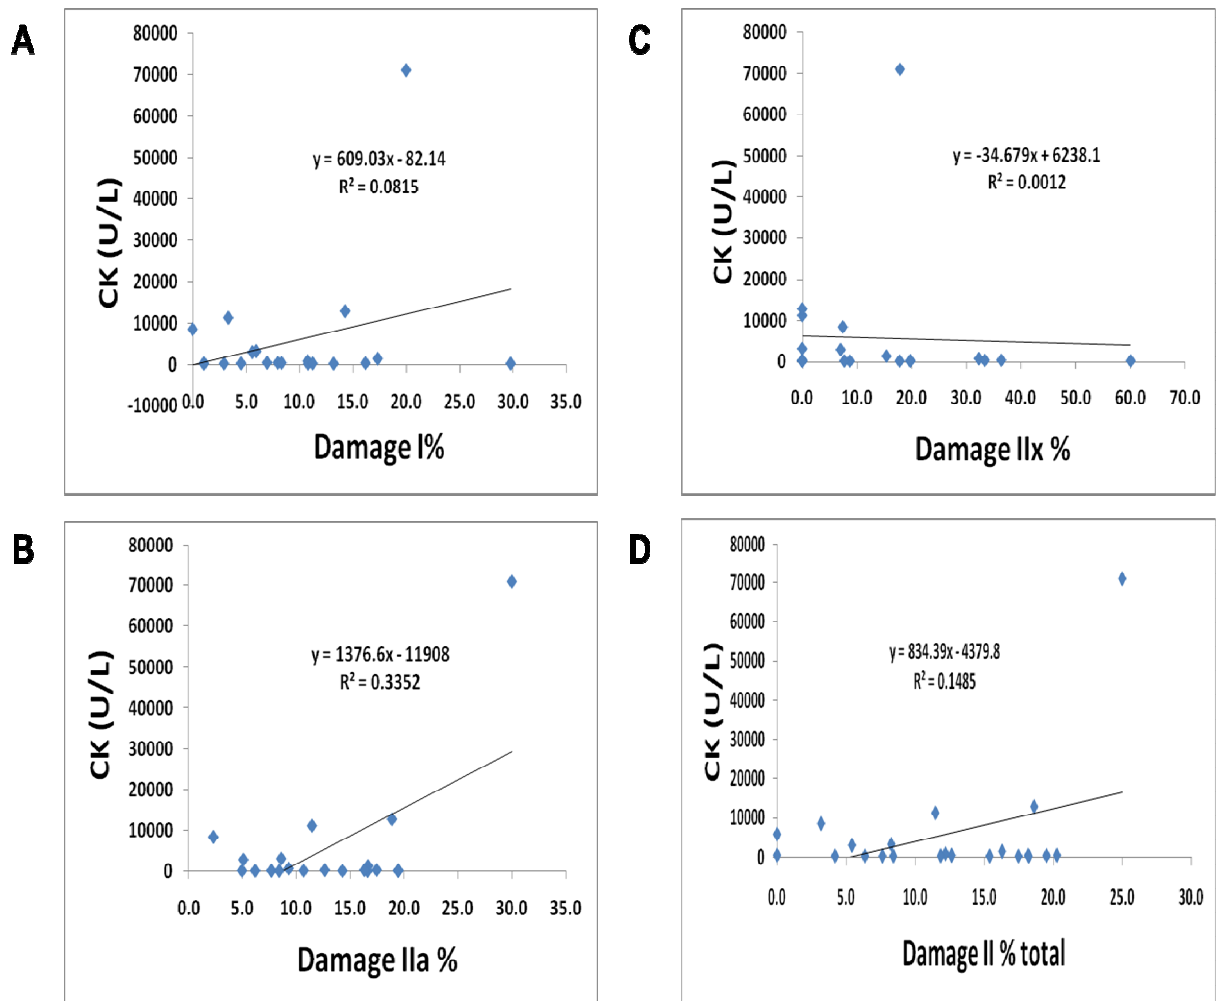 A
80000
70000
60000
50000
40000
30000
20000
10000
0
-10000
CK (U/L)
y = 609.03x - 82.14
R² = 0.0815
0.0 5.0 10.0 15.0 20.0 25.0 30.0 35.0
Damage I%
C
80000
70000
60000
50000
40000
30000
20000
10000
0
CK (U/L)
y = -34.679x + 6238.1
R² = 0.0012
0.0 10.0 20.0 30.0 40.0 50.0 60.0 70.0
Damage IIx %
B
80000
70000
60000
50000
40000
30000
20000
10000
0
CK (U/L)
y = 1376.6x - 11908
R² = 0.3352
0.0 5.0 10.0 15.0 20.0 25.0 30.0 35.0
Damage IIa %
D
80000
70000
60000
50000
40000
30000
20000
10000
0
CK (U/L)
y = 834.39x - 4379.8
R² = 0.1485
0.0 5.0 10.0 15.0 20.0 25.0 30.0
Damage II % total